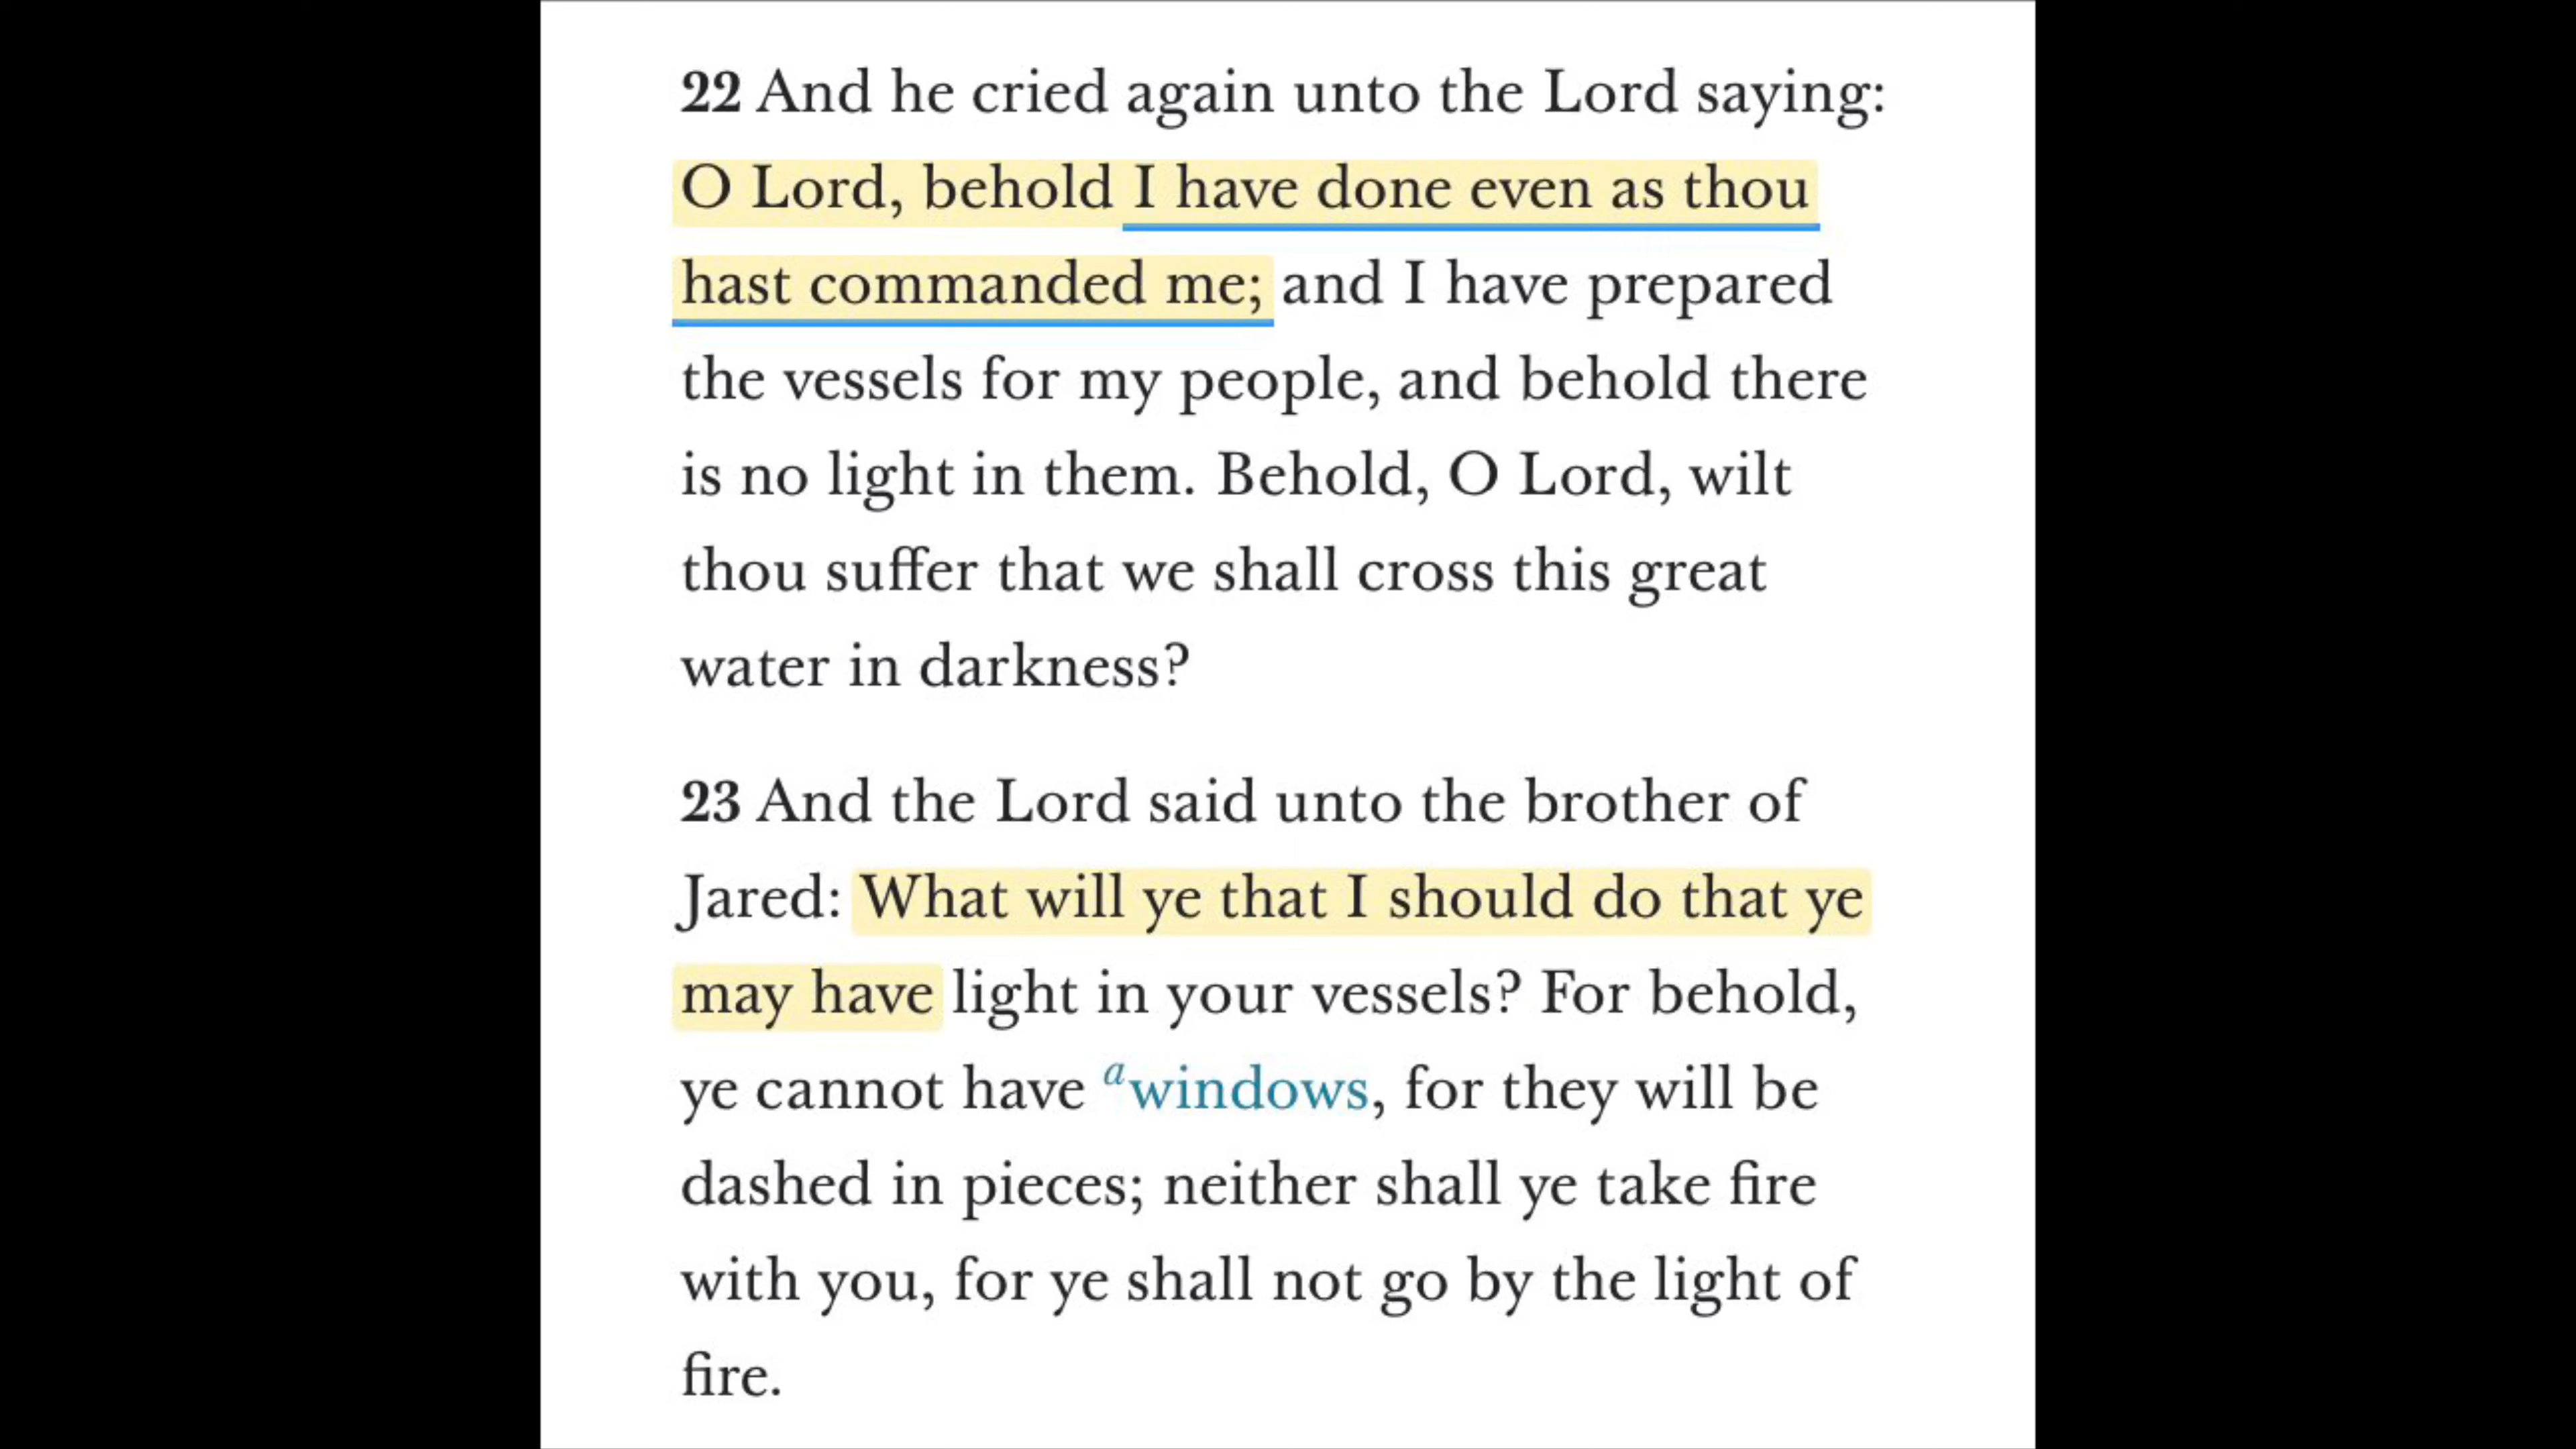 22 And he cried again unto the Lord saying:
O Lord, behold I have done even as thou
hast commanded me; and I have prepared
the vessels for my people, and behold there
is no light in them. Behold, O Lord, wilt
thou suffer that we shall cross this great
water in darkness?
23 And the Lord said unto the brother of
Jared: What will ye that I should do that ye
may have light in your vessels? For behold,
ye cannot have a windows, for they will be
dashed in pieces; neither shall ye take fire
with you, for ye shall not go by the light of
fire.